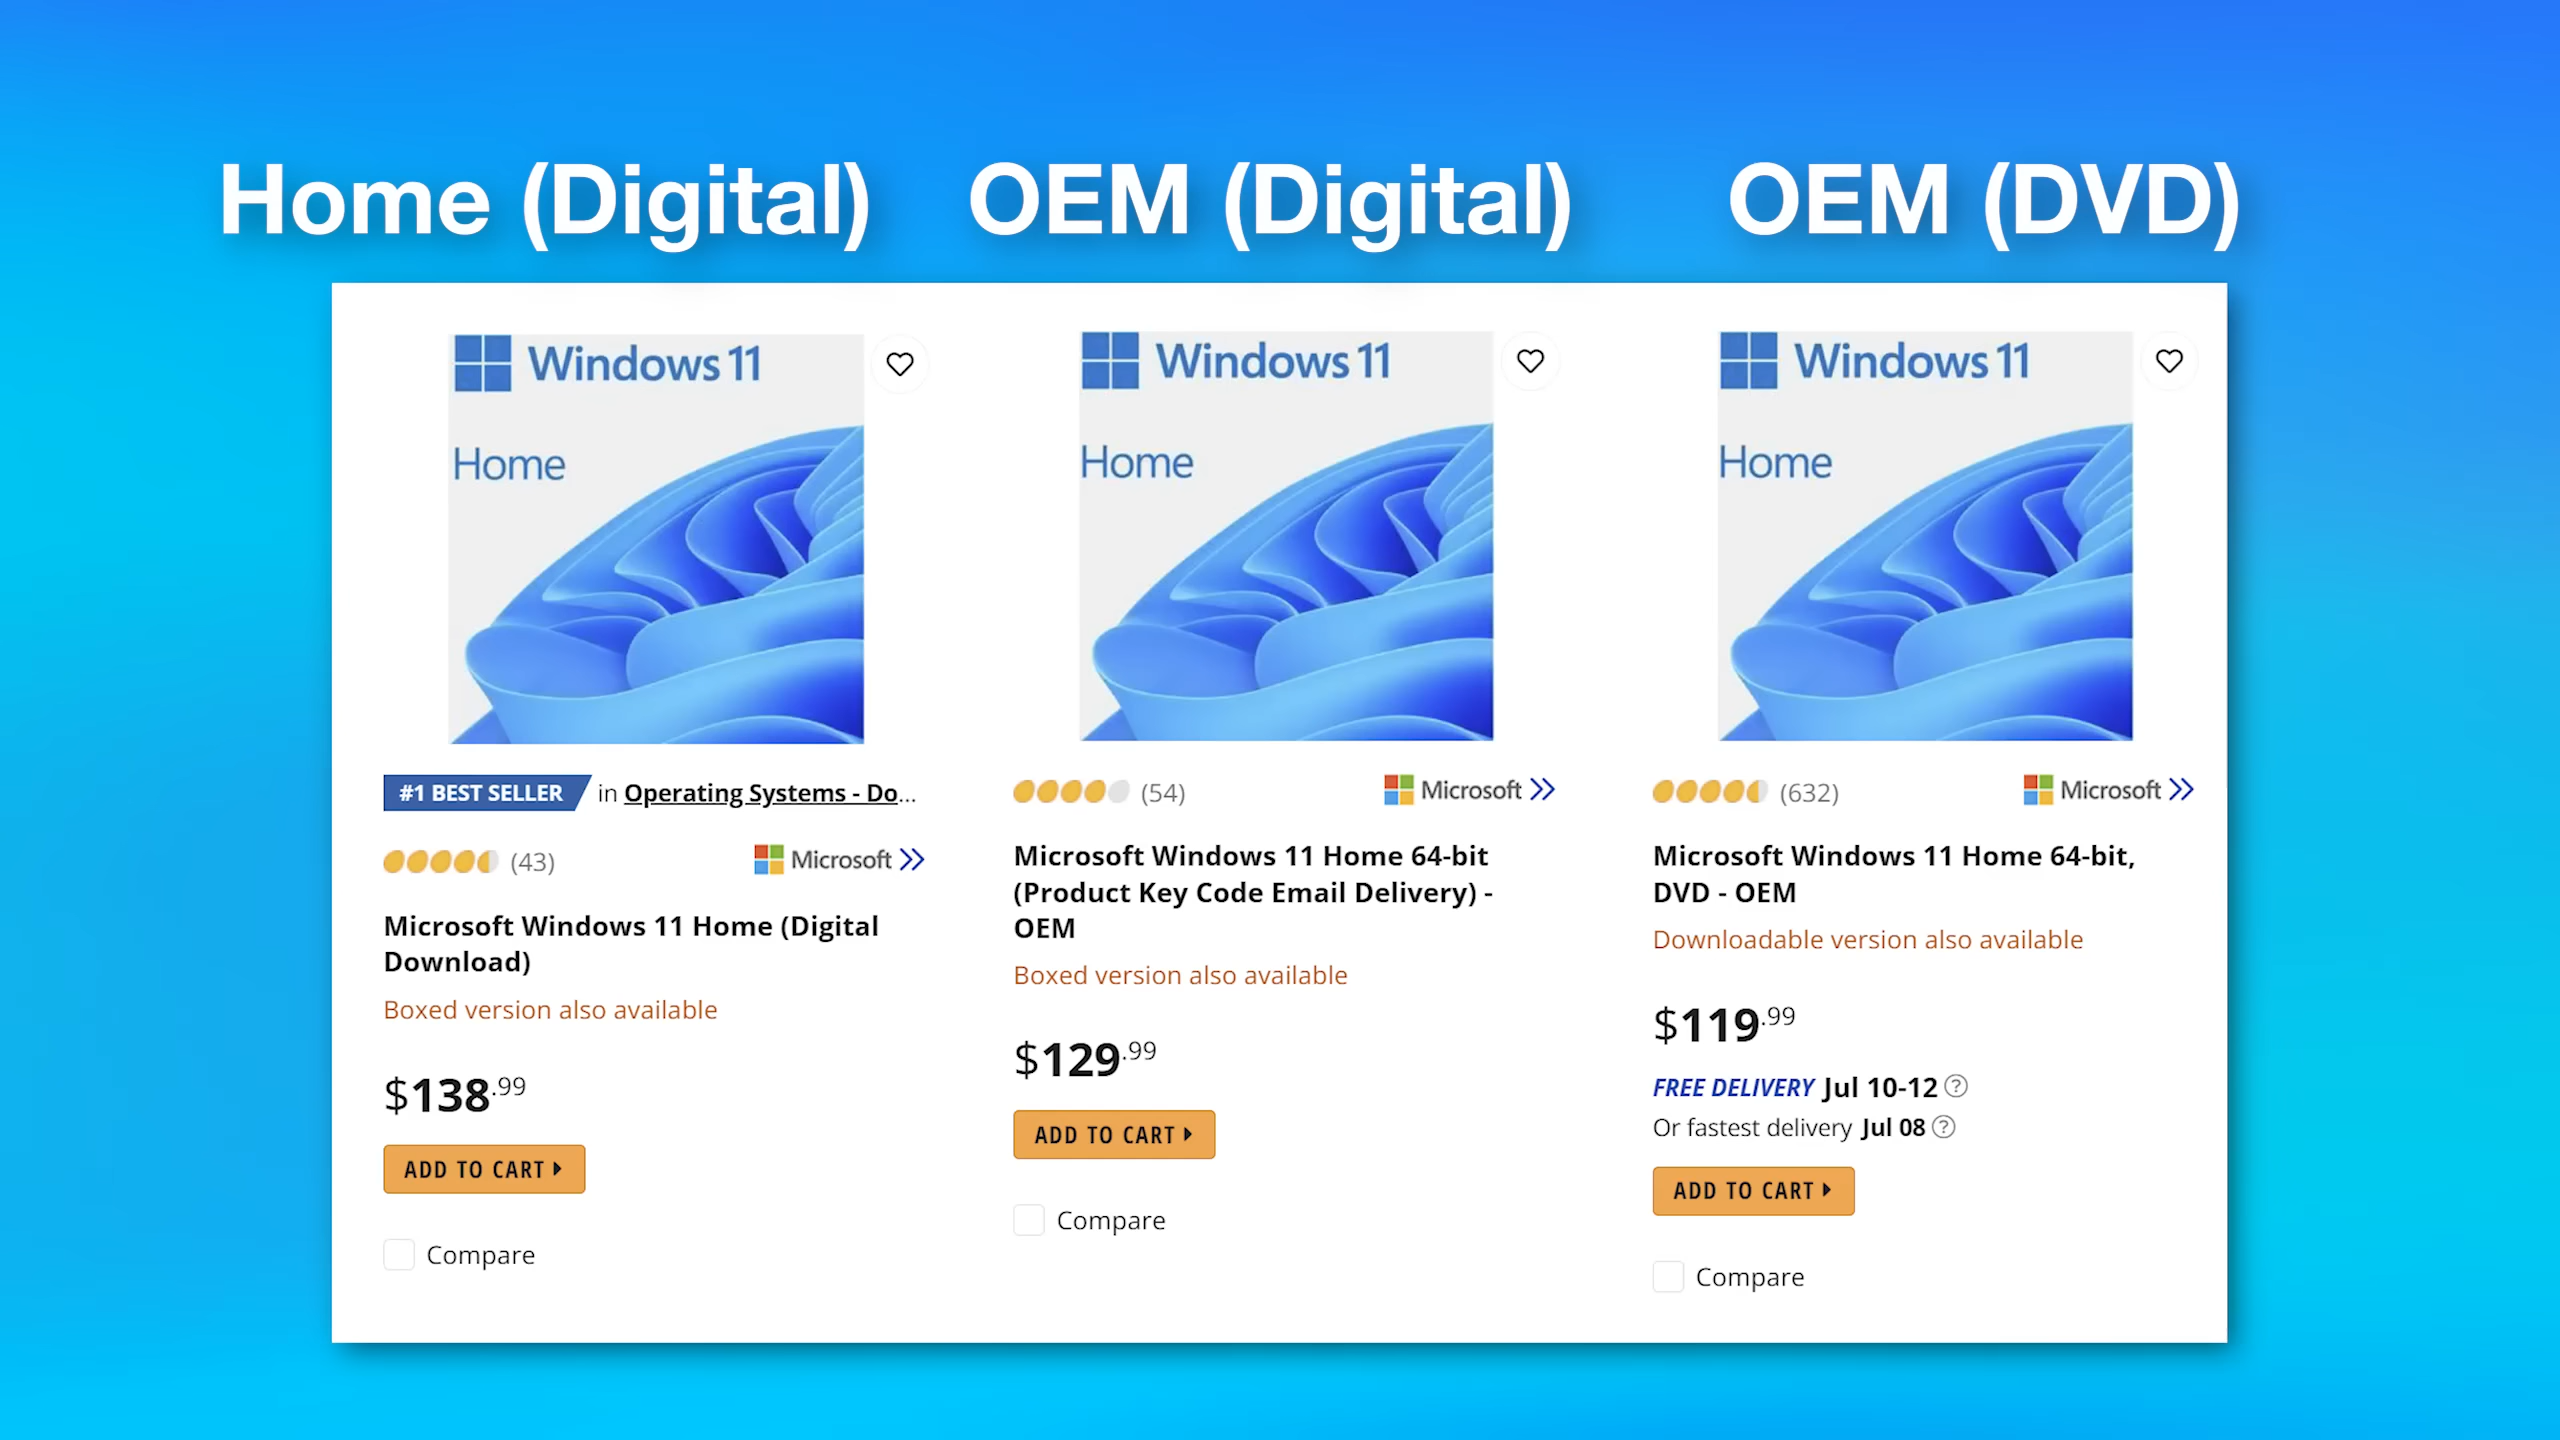 Home (Digital)
OEM (Digital)
OEM (DVD)
Windows 11
Home
#1 BEST SELLER in Operating Systems - Do...
(43)
Microsoft
Microsoft Windows 11 Home (Digital
Download)
Boxed version also available
$138.99
ADD TO CART
Compare
Windows 11
Home
(54)
Microsoft
Microsoft Windows 11 Home 64-bit
(Product Key Code Email Delivery) -
OEM
Boxed version also available
$129.99
ADD TO CART
Compare
Windows 11
Home
(632)
Microsoft
Microsoft Windows 11 Home 64-bit,
DVD - OEM
Downloadable version also available
$119.99
FREE DELIVERY Jul 10-12 ?
Or fastest delivery Jul 08 ?
ADD TO CART
Compare